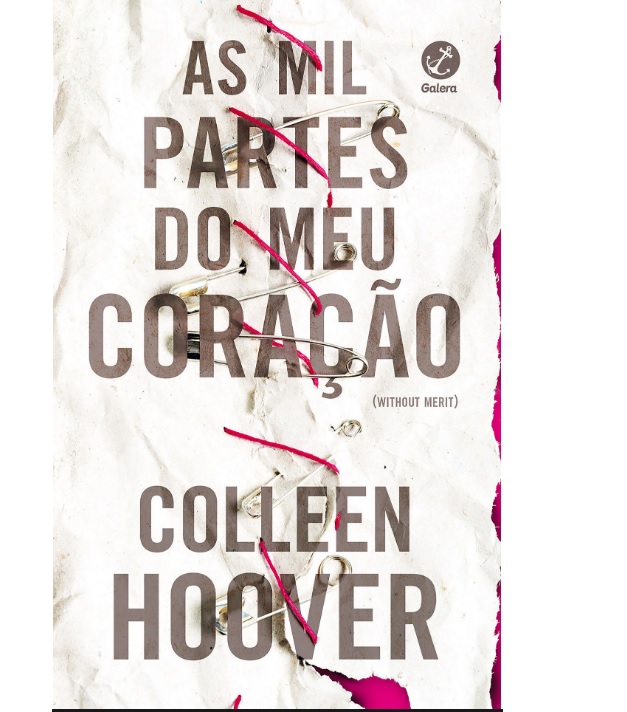 AS MIL
Galera
PARTES
DO MEU
CORAÇÃO
(WITHOUT MERIT)
COLLEEN
HOOVER